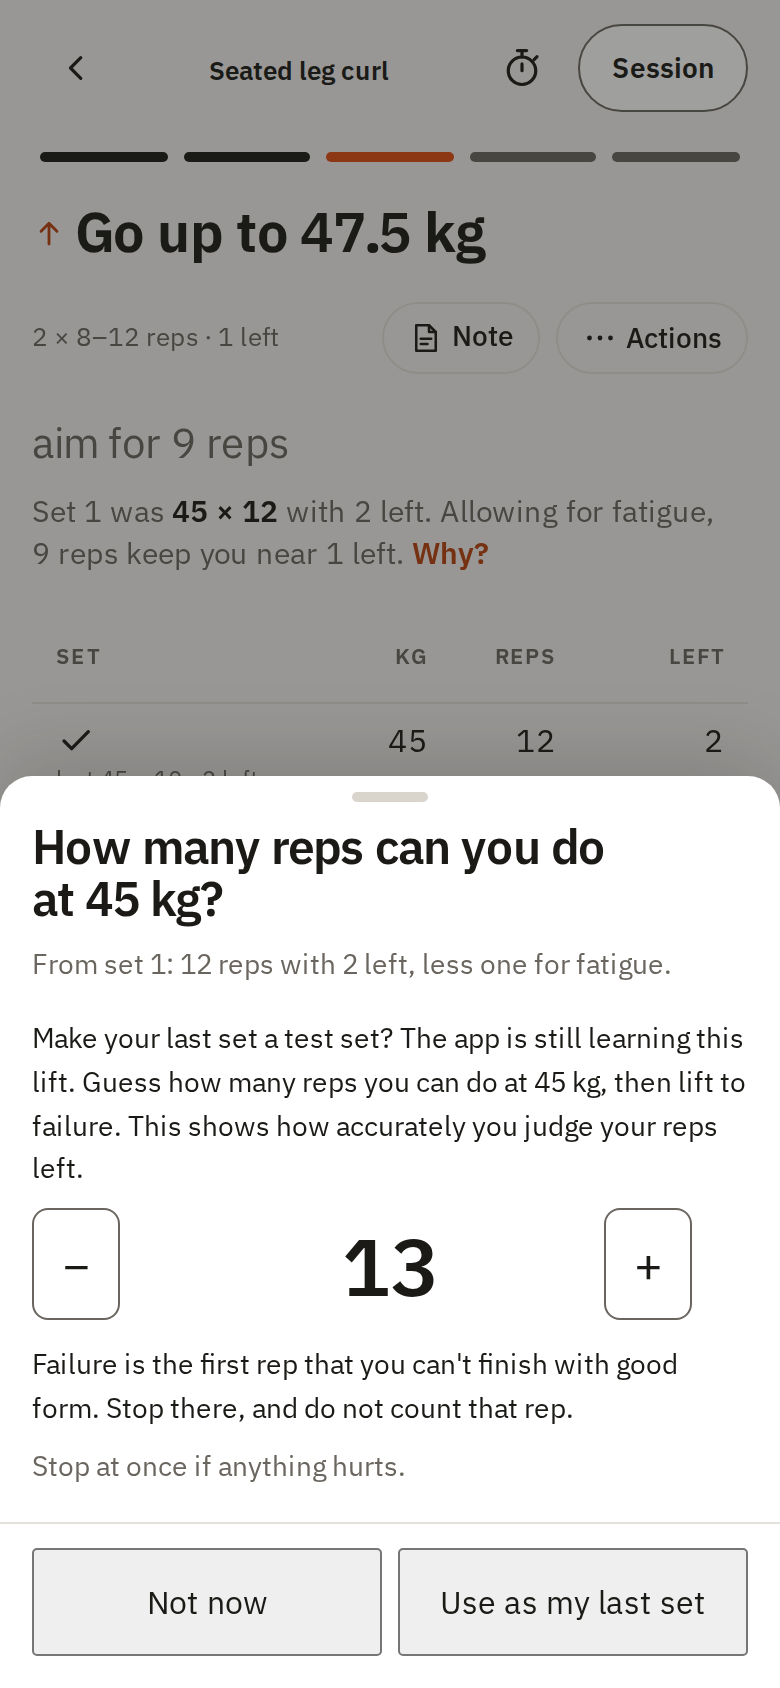 Seated leg curl
Session
Go up to 47.5 kg
2 × 8–12 reps · 1 left
Note
Actions
aim for 9 reps
Set 1 was 45 × 12 with 2 left. Allowing for fatigue,
9 reps keep you near 1 left. Why?
SET KG REPS LEFT
45 12 2
How many reps can you do
at 45 kg?
From set 1: 12 reps with 2 left, less one for fatigue.
Make your last set a test set? The app is still learning this
lift. Guess how many reps you can do at 45 kg, then lift to
failure. This shows how accurately you judge your reps
left.
− 13 +
Failure is the first rep that you can't finish with good
form. Stop there, and do not count that rep.
Stop at once if anything hurts.
Not now
Use as my last set